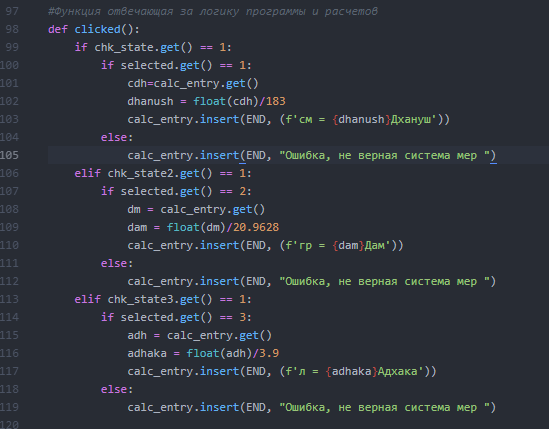 97 #Функция отвечающая за логику программы и расчетов
98 def clicked():
99 if chk_state.get() == 1:
100 if selected.get() == 1:
101 cdh=calc_entry.get()
102 dhanush = float(cdh)/183
103 calc_entry.insert(END, (f'см = {dhanush}Дхануш'))
104 else:
105 calc_entry.insert(END, "Ошибка, не верная система мер ")
106 elif chk_state2.get() == 1:
107 if selected.get() == 2:
108 dm = calc_entry.get()
109 dam = float(dm)/20.9628
110 calc_entry.insert(END, (f'гр = {dam}Дам'))
111 else:
112 calc_entry.insert(END, "Ошибка, не верная система мер ")
113 elif chk_state3.get() == 1:
114 if selected.get() == 3:
115 adh = calc_entry.get()
116 adhaka = float(adh)/3.9
117 calc_entry.insert(END, (f'л = {adhaka}Адхака'))
118 else:
119 calc_entry.insert(END, "Ошибка, не верная система мер ")
120